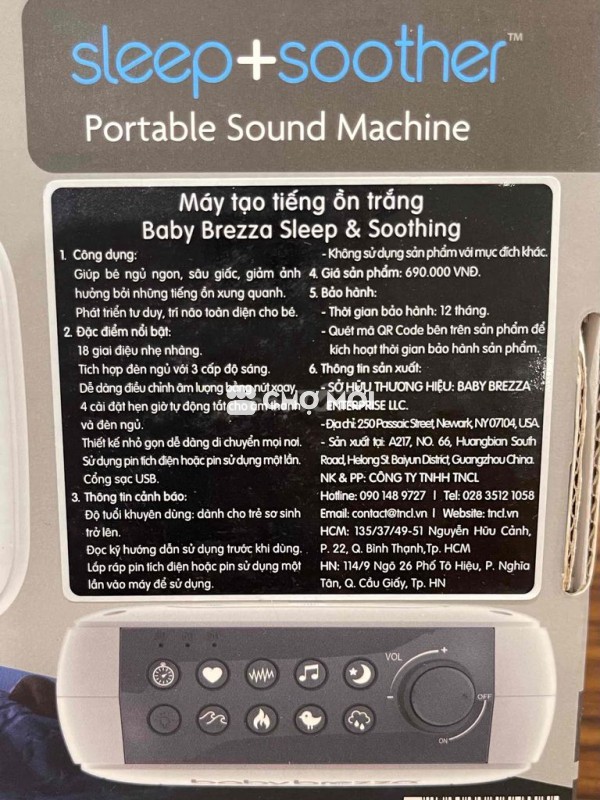 sleep+soother™
Portable Sound Machine
Máy tạo tiếng ồn trắng
Baby Brezza Sleep & Soothing
1. Công dụng:
Giúp bé ngủ ngon, sâu giấc, giảm ảnh
hưởng bởi những tiếng ồn xung quanh.
Phát triển tư duy, trí não toàn diện cho bé.
2. Đặc điểm nổi bật:
18 giai điệu nhẹ nhàng.
Tích hợp đèn ngủ với 3 cấp độ sáng.
Dễ dàng điều chỉnh âm lượng bằng nút xoay.
4 cài đặt hẹn giờ tự động tắt cho âm thanh
và đèn ngủ.
Thiết kế nhỏ gọn dễ dàng di chuyển mọi nơi.
Sử dụng pin tích điện hoặc pin sử dụng một lần.
Cổng sạc USB.
3. Thông tin cảnh báo:
Độ tuổi khuyên dùng: dành cho trẻ sơ sinh
trở lên.
Đọc kỹ hướng dẫn sử dụng trước khi dùng.
Lắp ráp pin tích điện hoặc pin sử dụng một
lần vào máy để sử dụng.
- Không sử dụng sản phẩm với mục đích khác.
4. Giá sản phẩm: 690.000 VNĐ.
5. Bảo hành:
- Thời gian bảo hành: 12 tháng.
- Quét mã QR Code bên trên sản phẩm để
kích hoạt thời gian bảo hành sản phẩm.
6. Thông tin sản xuất:
- SỞ HỮU THƯƠNG HIỆU: BABY BREZZA
ENTERPRISE LLC.
- Địa chỉ: 250 Passaic Street, Newark, NY 07104, USA
- Sản xuất tại: A217, NO. 66, Huangbian South
Road, Helong St. Baiyun District, Guangzhou China.
NK & PP: CÔNG TY TNHH TNCL
Hotline: 090 148 9727 | Tel: 028 3512 1058
Email: contact@tncl.vn | Website: tncl.vn
HCM: 135/37/49-51 Nguyễn Hữu Cảnh,
P. 22, Q. Bình Thạnh, Tp. HCM
HN: 114/9 Ngõ 26 Phố Tô Hiệu, P. Nghĩa
Tân, Q. Cầu Giấy, Tp. HN
CHỢ MỚI
VOL
+
-
OFF
ON
baby brezza